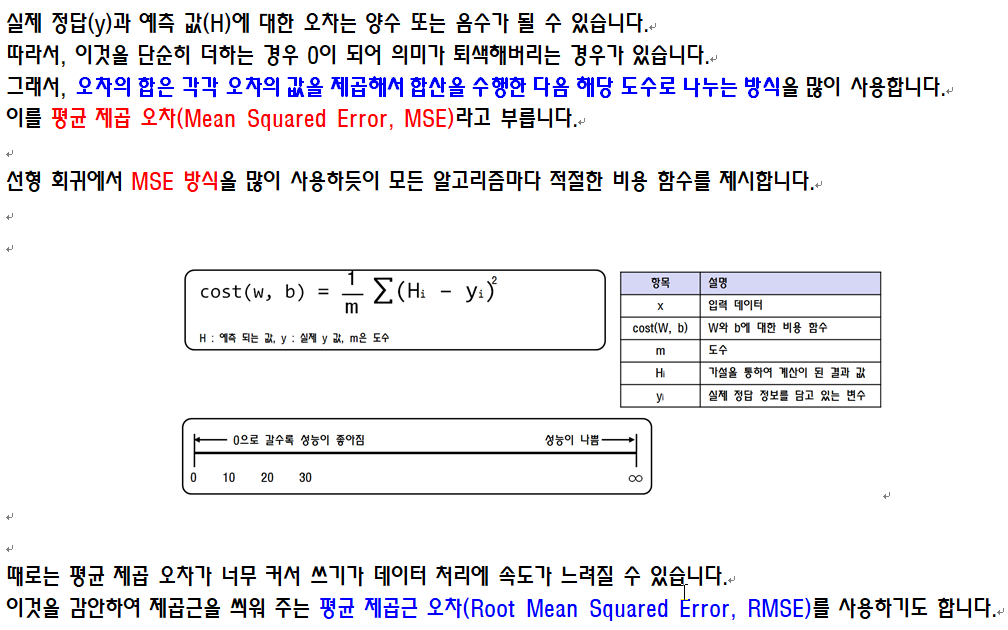 실제 정답(y)과 예측 값(H)에 대한 오차는 양수 또는 음수가 될 수 있습니다.
따라서, 이것을 단순히 더하는 경우 0이 되어 의미가 퇴색해버리는 경우가 있습니다.
그래서, 오차의 합은 각각 오차의 값을 제곱해서 합산을 수행한 다음 해당 도수로 나누는 방식을 많이 사용합니다.
이를 평균 제곱 오차(Mean Squared Error, MSE)라고 부릅니다.
선형 회귀에서 MSE 방식을 많이 사용하듯이 모든 알고리즘마다 적절한 비용 함수를 제시합니다.
cost(w, b) = 1/m ∑(Hᵢ - yᵢ)²
H : 예측 되는 값, y : 실제 y 값, m은 도수
항목 설명
x 입력 데이터
cost(W, b) W와 b에 대한 비용 함수
m 도수
Hᵢ 가설을 통하여 계산이 된 결과 값
yᵢ 실제 정답 정보를 담고 있는 변수
0으로 갈수록 성능이 좋아짐 성능이 나쁨
0 10 20 30 ∞
때로는 평균 제곱 오차가 너무 커서 쓰기가 데이터 처리에 속도가 느려질 수 있습니다.
이것을 감안하여 제곱근을 씌워 주는 평균 제곱근 오차(Root Mean Squared Error, RMSE)를 사용하기도 합니다.